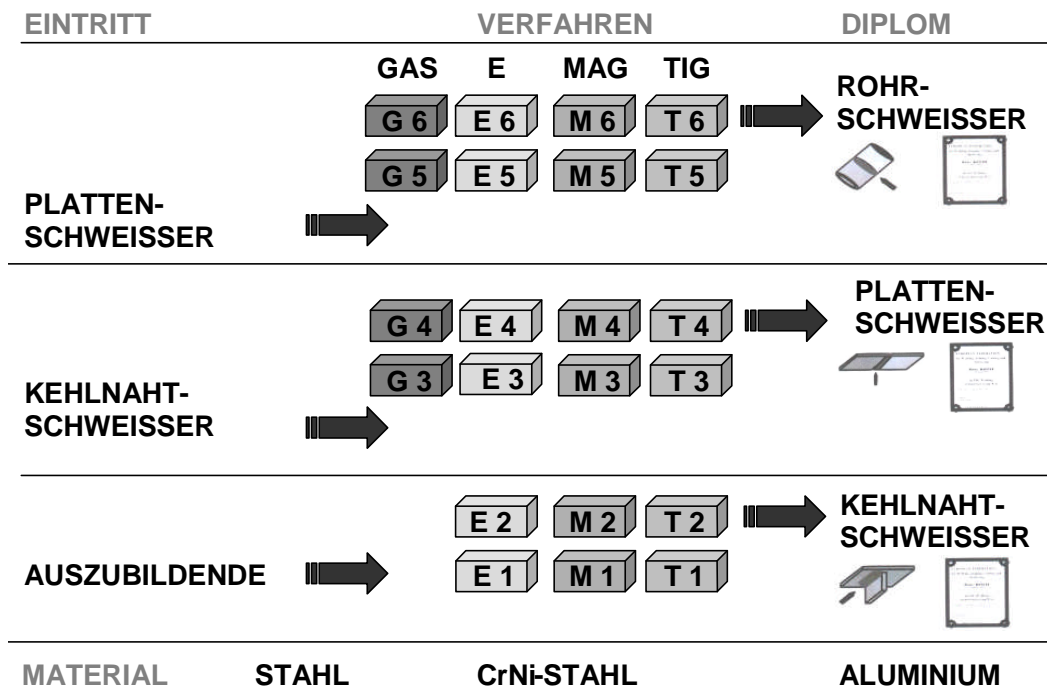 EINTRITT VERFAHREN DIPLOM
GAS E MAG TIG
ROHR-
SCHWEISSER
G 6 E 6 M 6 T 6
G 5 E 5 M 5 T 5
PLATTEN-
SCHWEISSER
PLATTEN-
SCHWEISSER
G 4 E 4 M 4 T 4
G 3 E 3 M 3 T 3
KEHLNAHT-
SCHWEISSER
KEHLNAHT-
SCHWEISSER
E 2 M 2 T 2
E 1 M 1 T 1
AUSZUBILDENDE
MATERIAL STAHL CrNi-STAHL ALUMINIUM